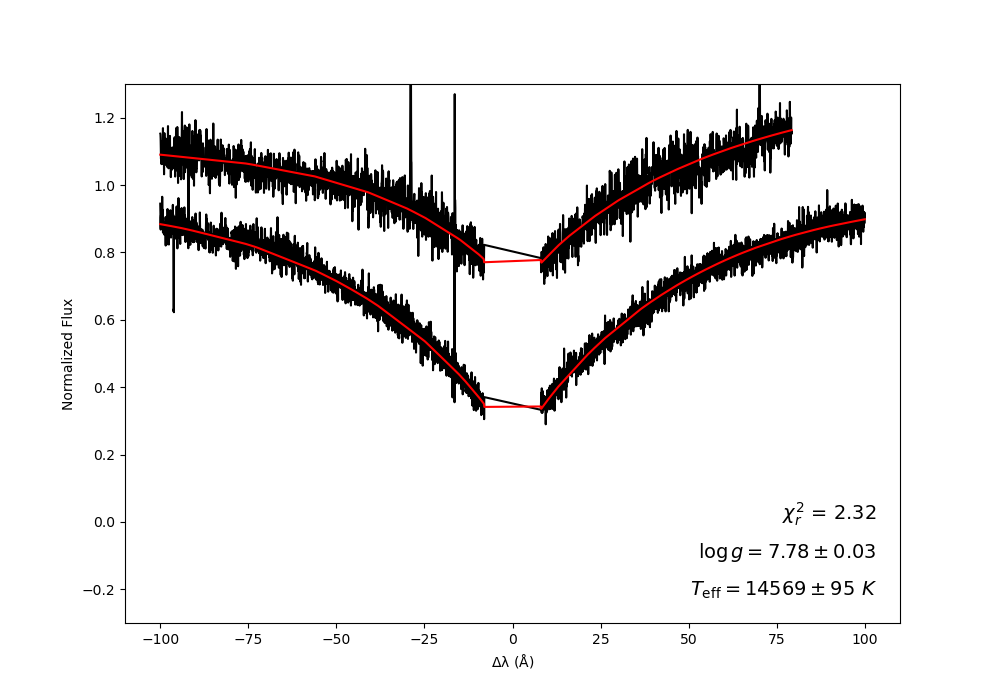 1.2
1.0
0.8
0.6
0.4
0.2
0.0
−0.2
Normalized Flux
χ²ᵣ = 2.32
log g = 7.78 ± 0.03
T_eff = 14569 ± 95 K
−100 −75 −50 −25 0 25 50 75 100
Δλ (Å)